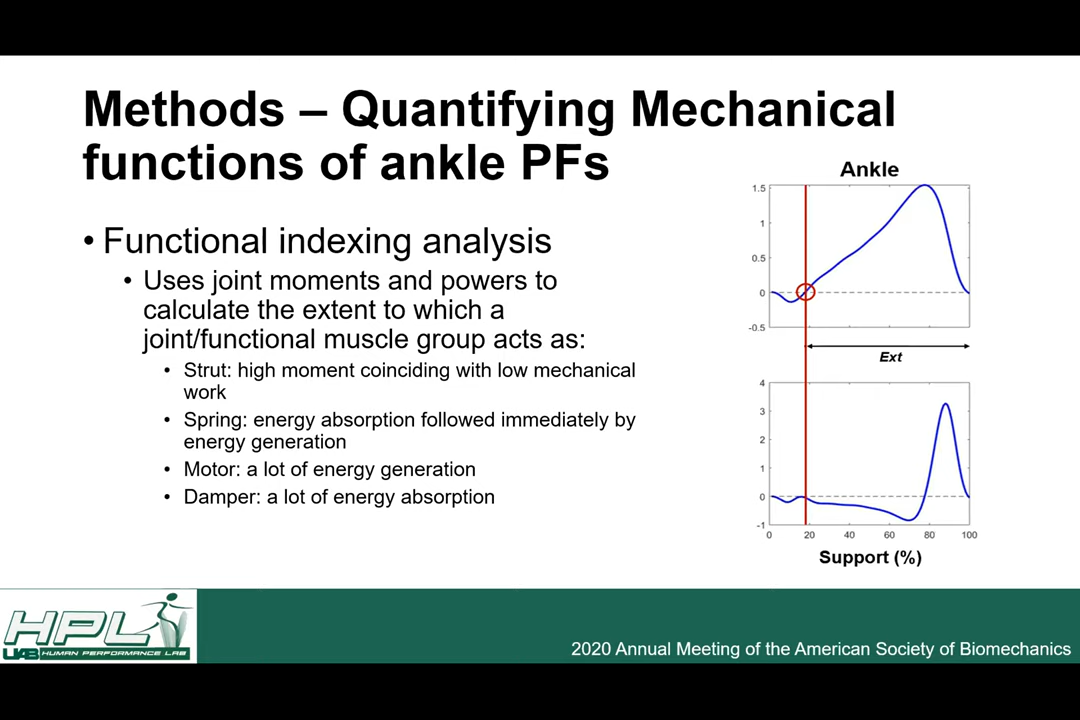 Methods – Quantifying Mechanical
functions of ankle PFs
• Functional indexing analysis
• Uses joint moments and powers to
calculate the extent to which a
joint/functional muscle group acts as:
• Strut: high moment coinciding with low mechanical
work
• Spring: energy absorption followed immediately by
energy generation
• Motor: a lot of energy generation
• Damper: a lot of energy absorption
Ankle
1.5
1
0.5
0
-0.5
Ext
4
3
2
1
0
-1
0 20 40 60 80 100
Support (%)
HPL
UAB HUMAN PERFORMANCE LAB
2020 Annual Meeting of the American Society of Biomechanics